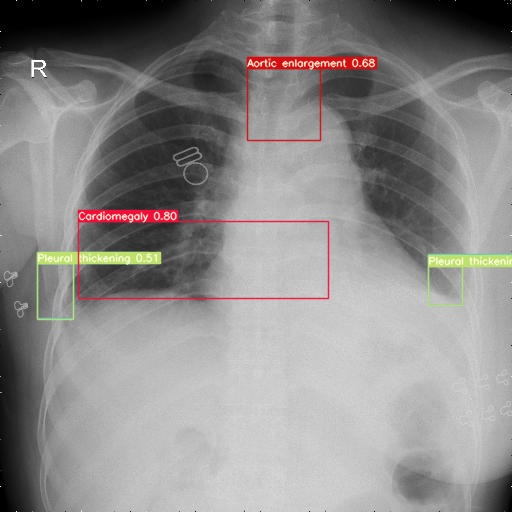 R
Aortic enlargement 0.68
Cardiomegaly 0.80
Pleural thickening 0.51
Pleural thickenin